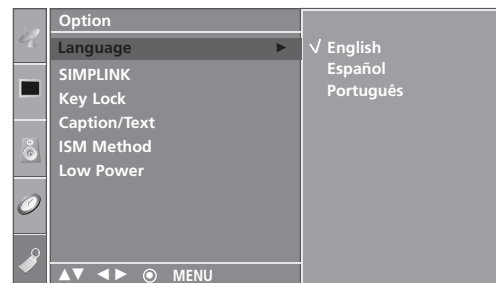 Option
Language ▶
SIMPLINK
Key Lock
Caption/Text
ISM Method
Low Power
▲▼ ◀▶ ◉ MENU
√ English
Español
Português